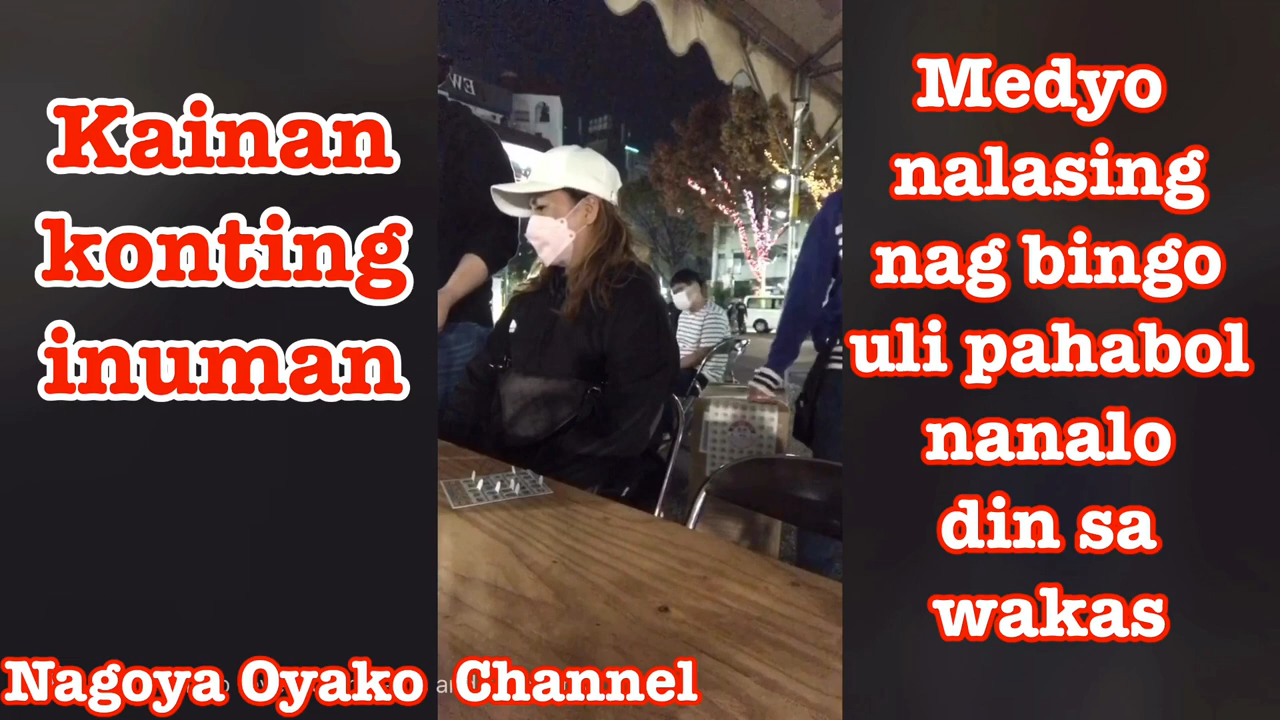 Kainan
konting
inuman
Medyo
nalasing
nag bingo
uli pahabol
nanalo
din sa
wakas
Nagoya Oyako Channel